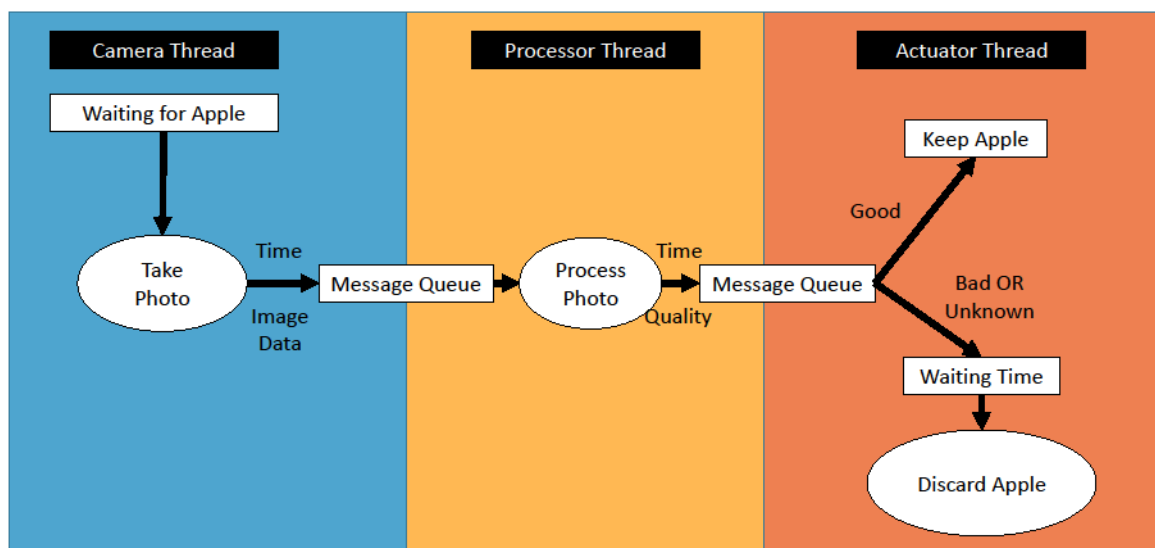 Camera Thread
Processor Thread
Actuator Thread
Waiting for Apple
Keep Apple
Good
Time
Time
Take
Photo
Message Queue
Process
Photo
Message Queue
Bad OR
Unknown
Image
Data
Quality
Waiting Time
Discard Apple